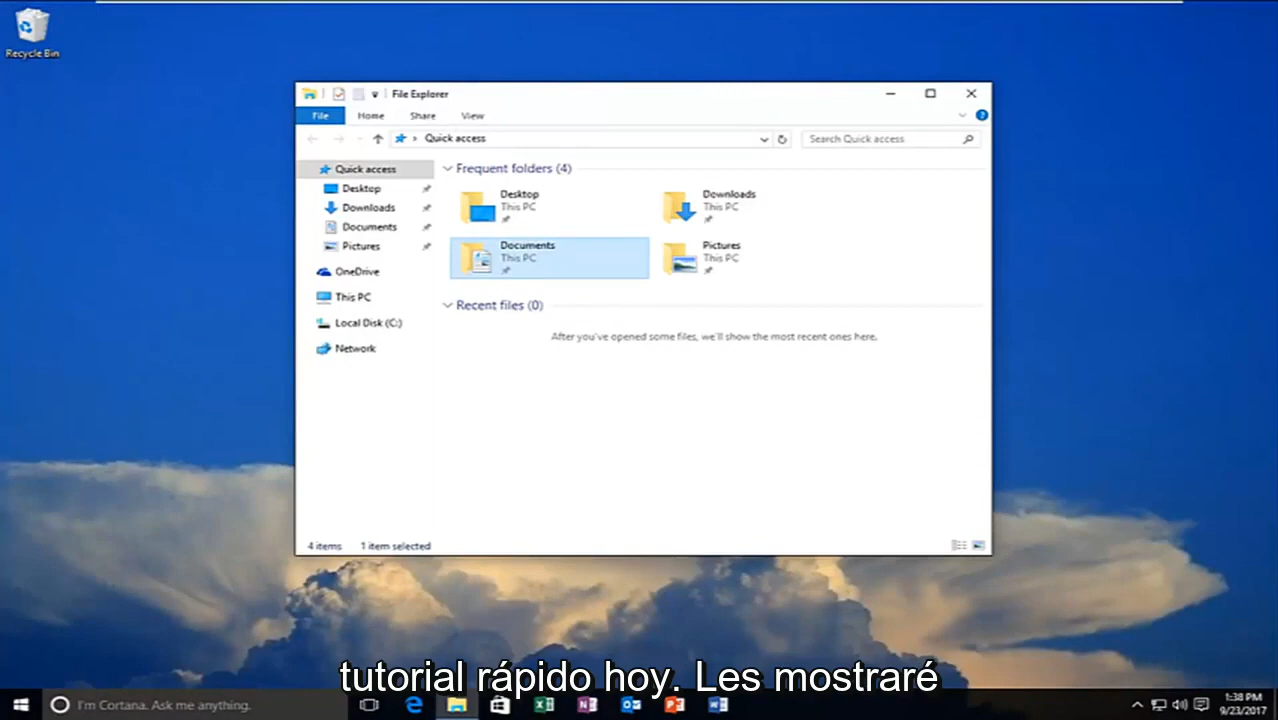 Recycle Bin
File Explorer
File Home Share View
Quick access
Search Quick access
Quick access
Desktop
Downloads
Documents
Pictures
OneDrive
This PC
Local Disk (C:)
Network
Frequent folders (4)
Desktop
This PC
Downloads
This PC
Documents
This PC
Pictures
This PC
Recent files (0)
After you've opened some files, we'll show the most recent ones here.
4 items 1 item selected
tutorial rápido hoy. Les mostraré
I'm Cortana. Ask me anything.
1:38 PM
9/23/2017